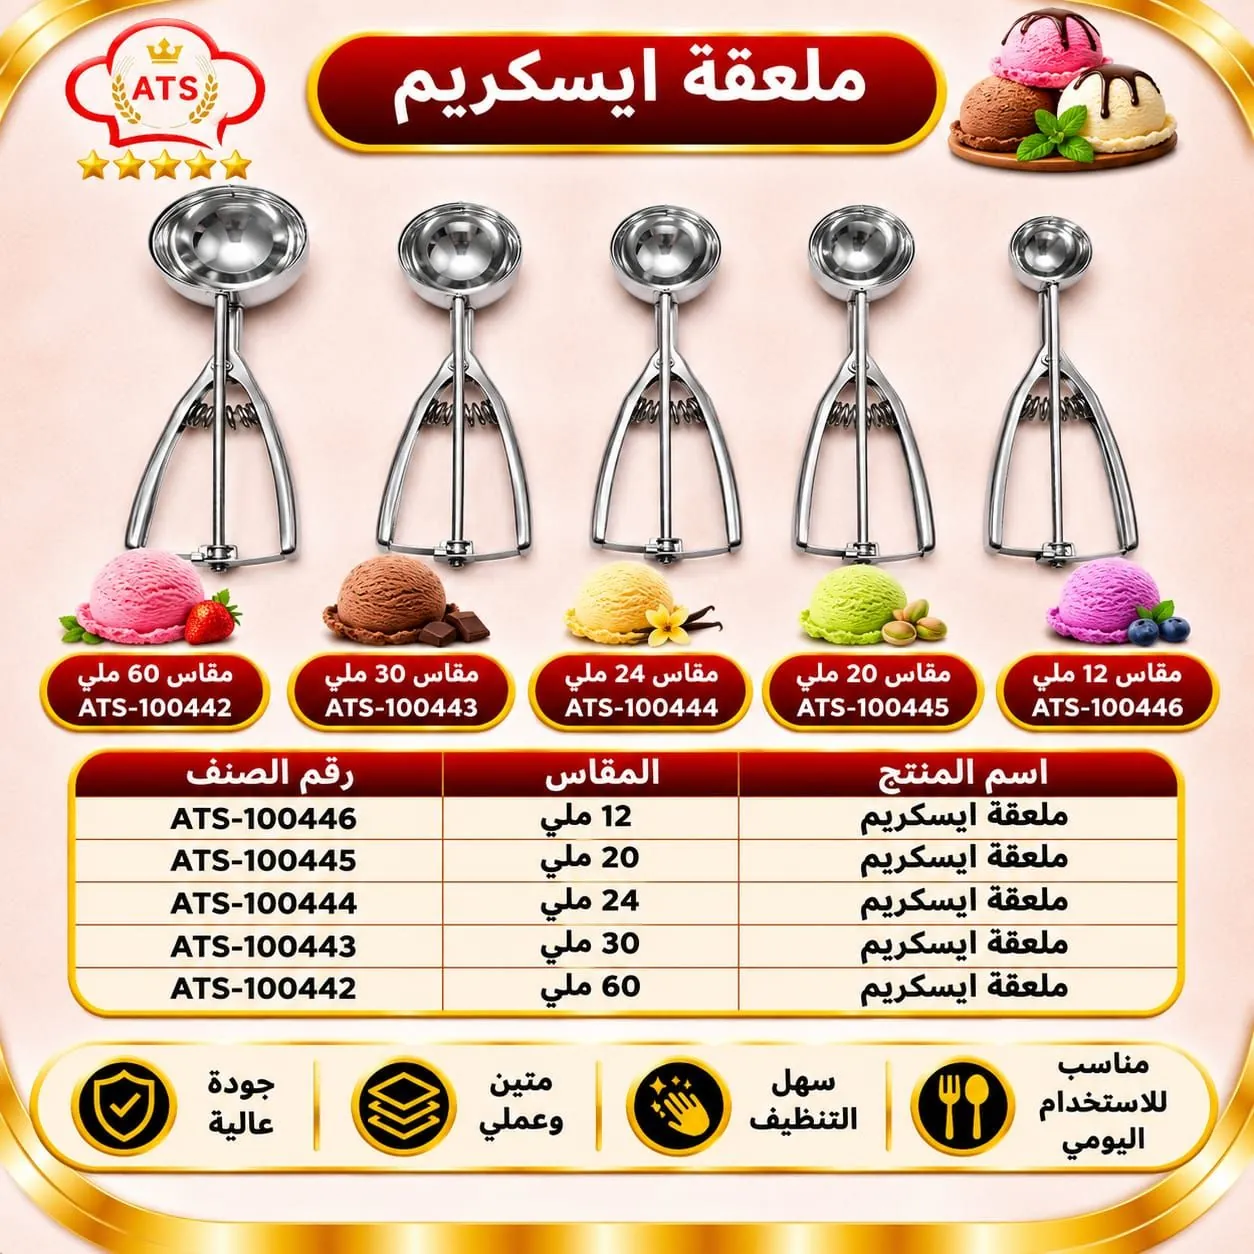 ATS
ملعقة ايسكريم
مقاس 60 ملي
ATS-100442
مقاس 30 ملي
ATS-100443
مقاس 24 ملي
ATS-100444
مقاس 20 ملي
ATS-100445
مقاس 12 ملي
ATS-100446
اسم المنتج المقاس رقم الصنف
ملعقة ايسكريم 12 ملي ATS-100446
ملعقة ايسكريم 20 ملي ATS-100445
ملعقة ايسكريم 24 ملي ATS-100444
ملعقة ايسكريم 30 ملي ATS-100443
ملعقة ايسكريم 60 ملي ATS-100442
مناسب
للاستخدام
اليومي
سهل
التنظيف
متين
وعملي
جودة
عالية